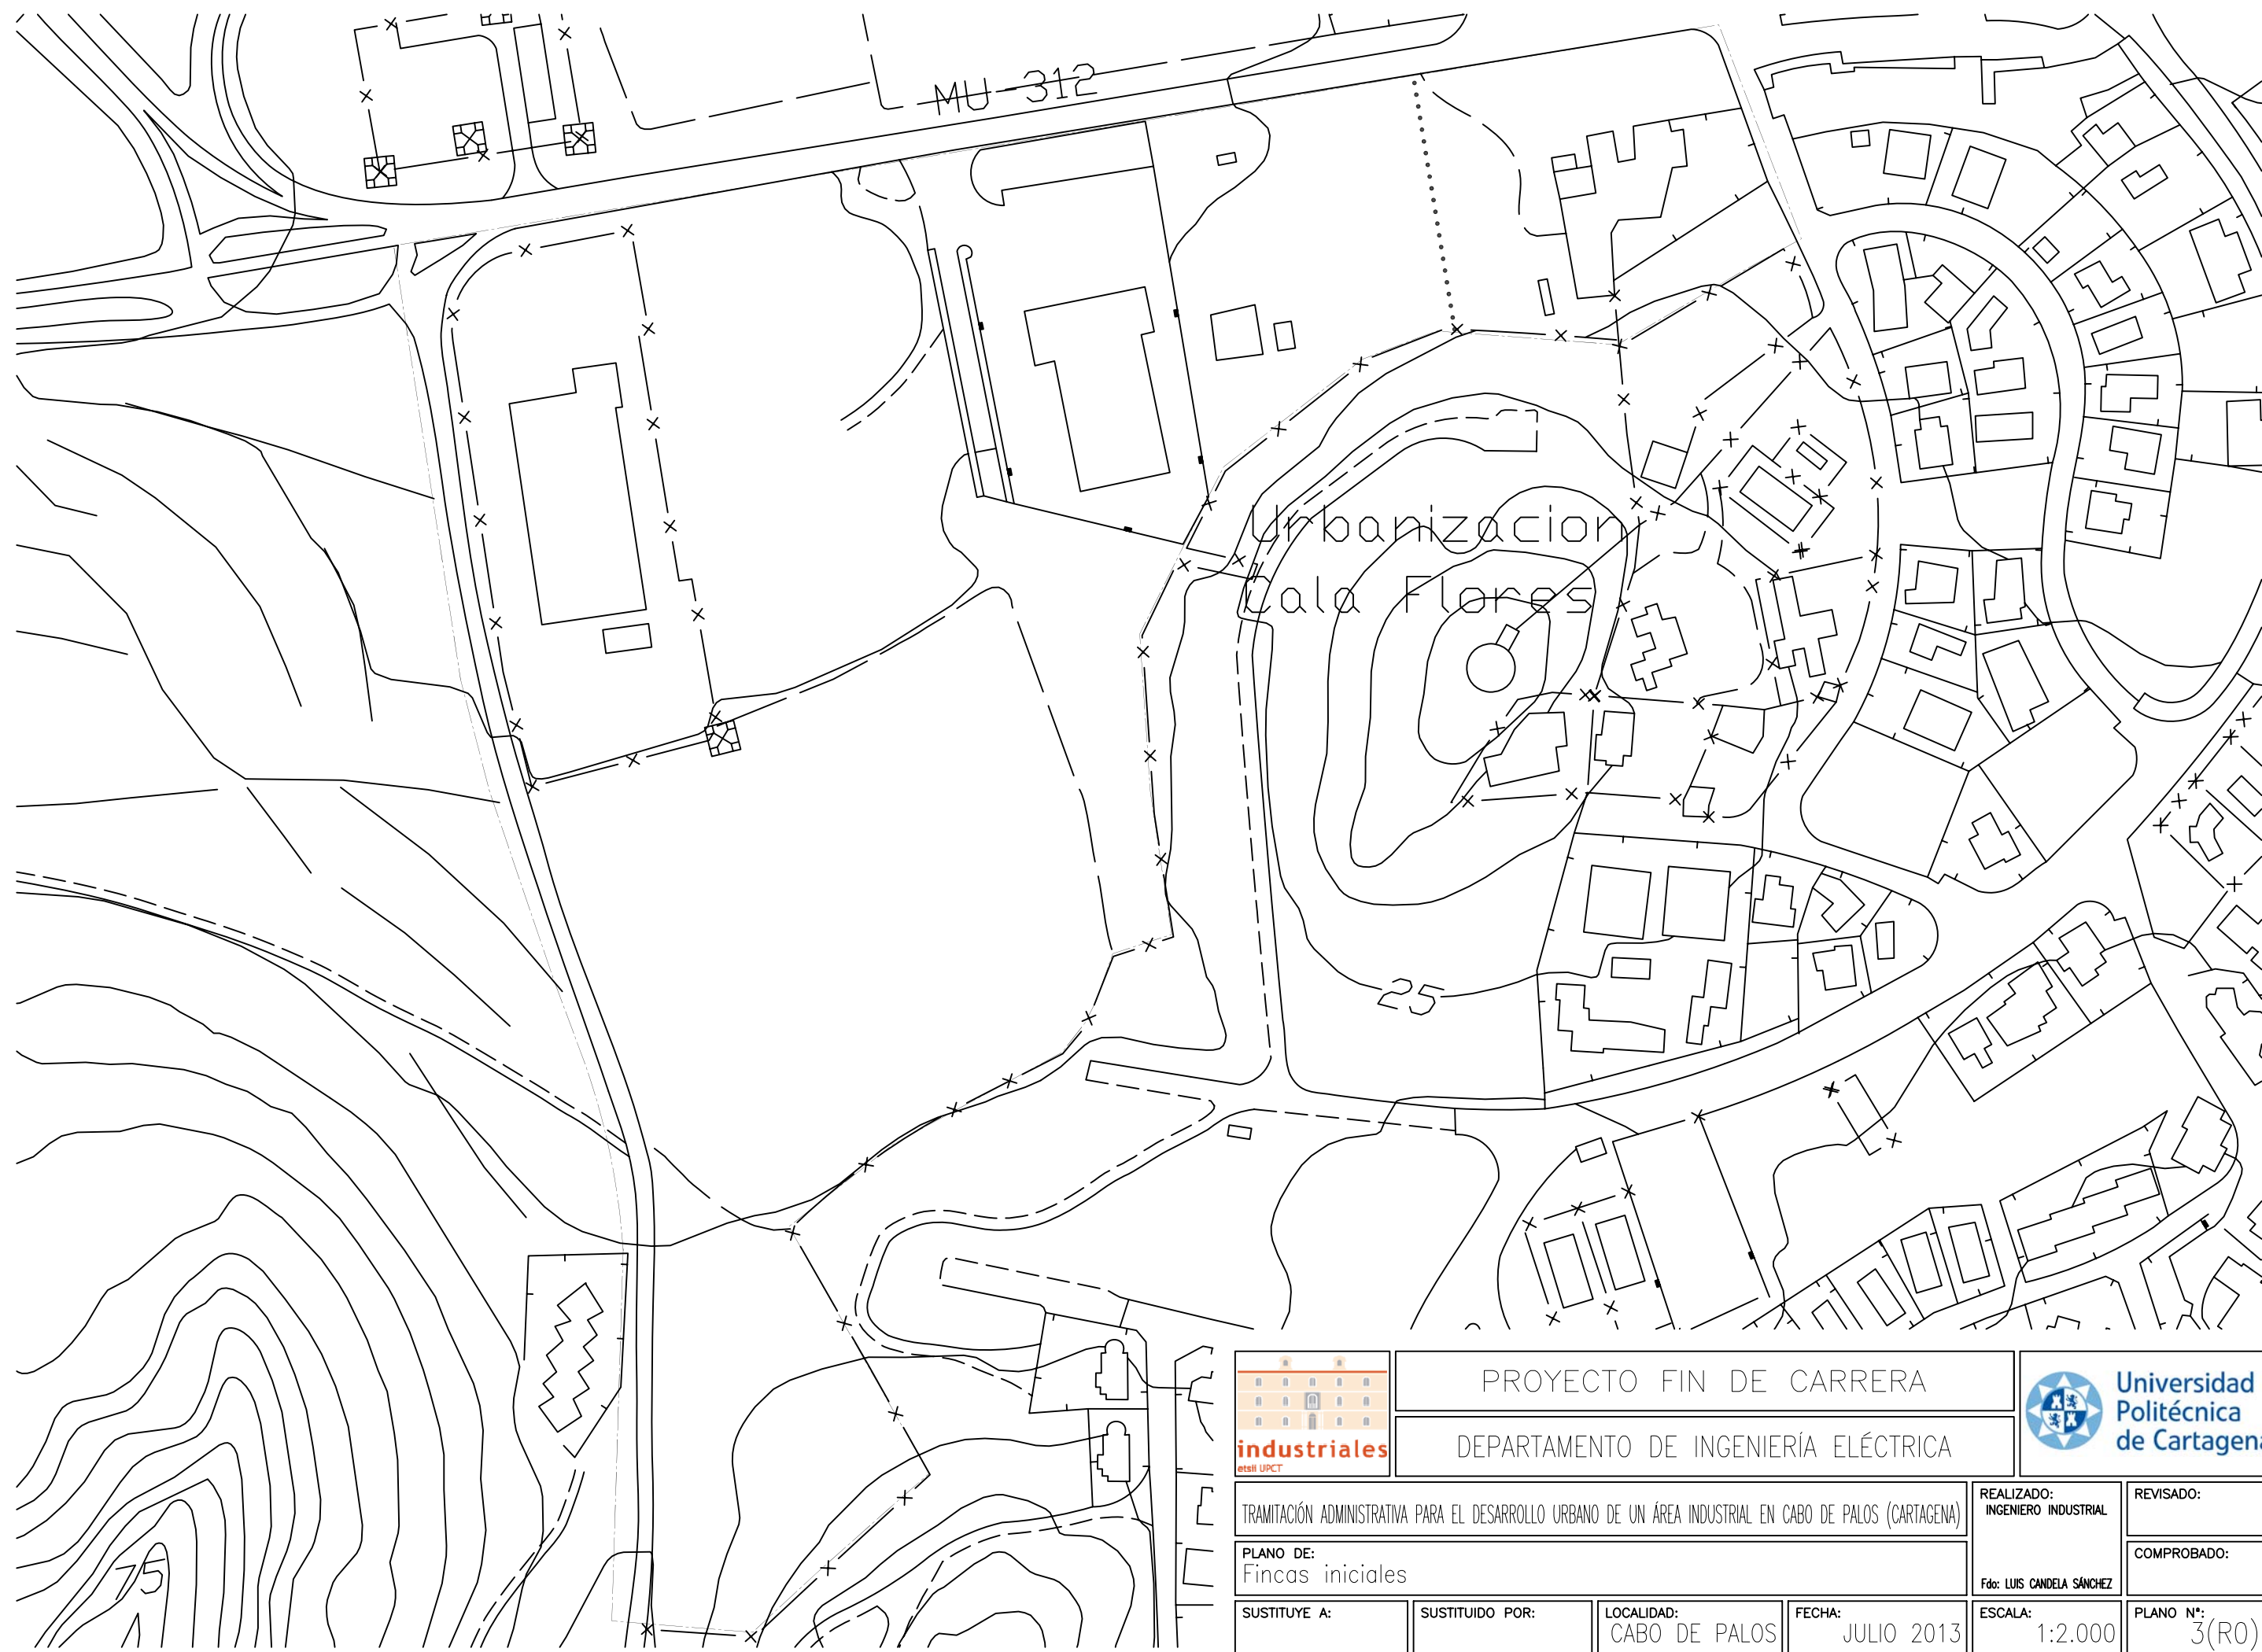 MU-312
Urbanizacion
Cala Flores
25
75
industriales
etsii UPCT
PROYECTO FIN DE CARRERA
DEPARTAMENTO DE INGENIERÍA ELÉCTRICA
Universidad
Politécnica
de Cartagena
TRAMITACIÓN ADMINISTRATIVA PARA EL DESARROLLO URBANO DE UN ÁREA INDUSTRIAL EN CABO DE PALOS (CARTAGENA)
REALIZADO:
INGENIERO INDUSTRIAL
Fdo: LUIS CANDELA SÁNCHEZ
REVISADO:
PLANO DE:
Fincas iniciales
COMPROBADO:
SUSTITUYE A:
SUSTITUIDO POR:
LOCALIDAD:
CABO DE PALOS
FECHA:
JULIO 2013
ESCALA:
1:2.000
PLANO Nº:
3(RO)